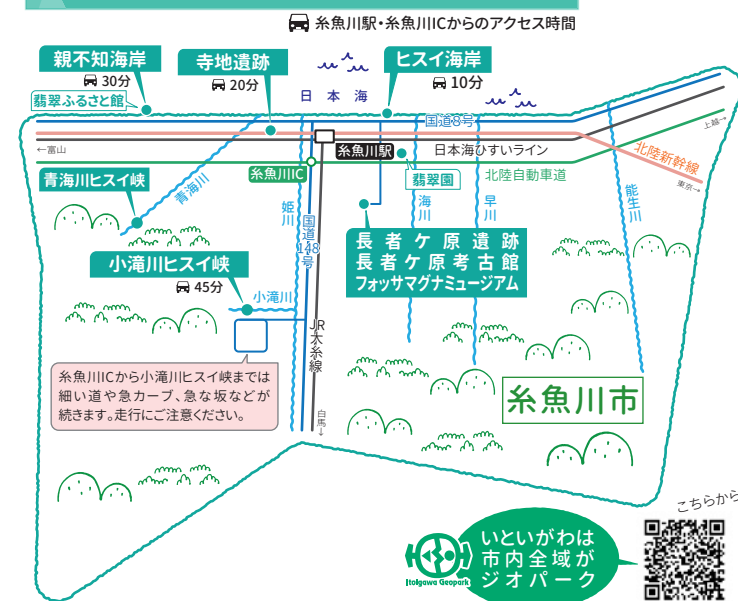 糸魚川駅・糸魚川ICからのアクセス時間
親不知海岸
30分
翡翠ふるさと館
寺地遺跡
20分
ヒスイ海岸
10分
日本海
国道8号
←富山
糸魚川駅
日本海ひすいライン
上越→
北陸新幹線
東京→
糸魚川IC
翡翠園
北陸自動車道
青海川ヒスイ峡
青海川
姫川
国道148号
海川
早川
能生川
長者ケ原遺跡
長者ケ原考古館
フォッサマグナミュージアム
小滝川ヒスイ峡
45分
小滝川
JR大糸線
糸魚川ICから小滝川ヒスイ峡までは
細い道や急カーブ、急な坂などが
続きます。走行にご注意ください。
白馬→
糸魚川市
こちらから
いといがわは
市内全域が
ジオパーク
Itoigawa Geopark